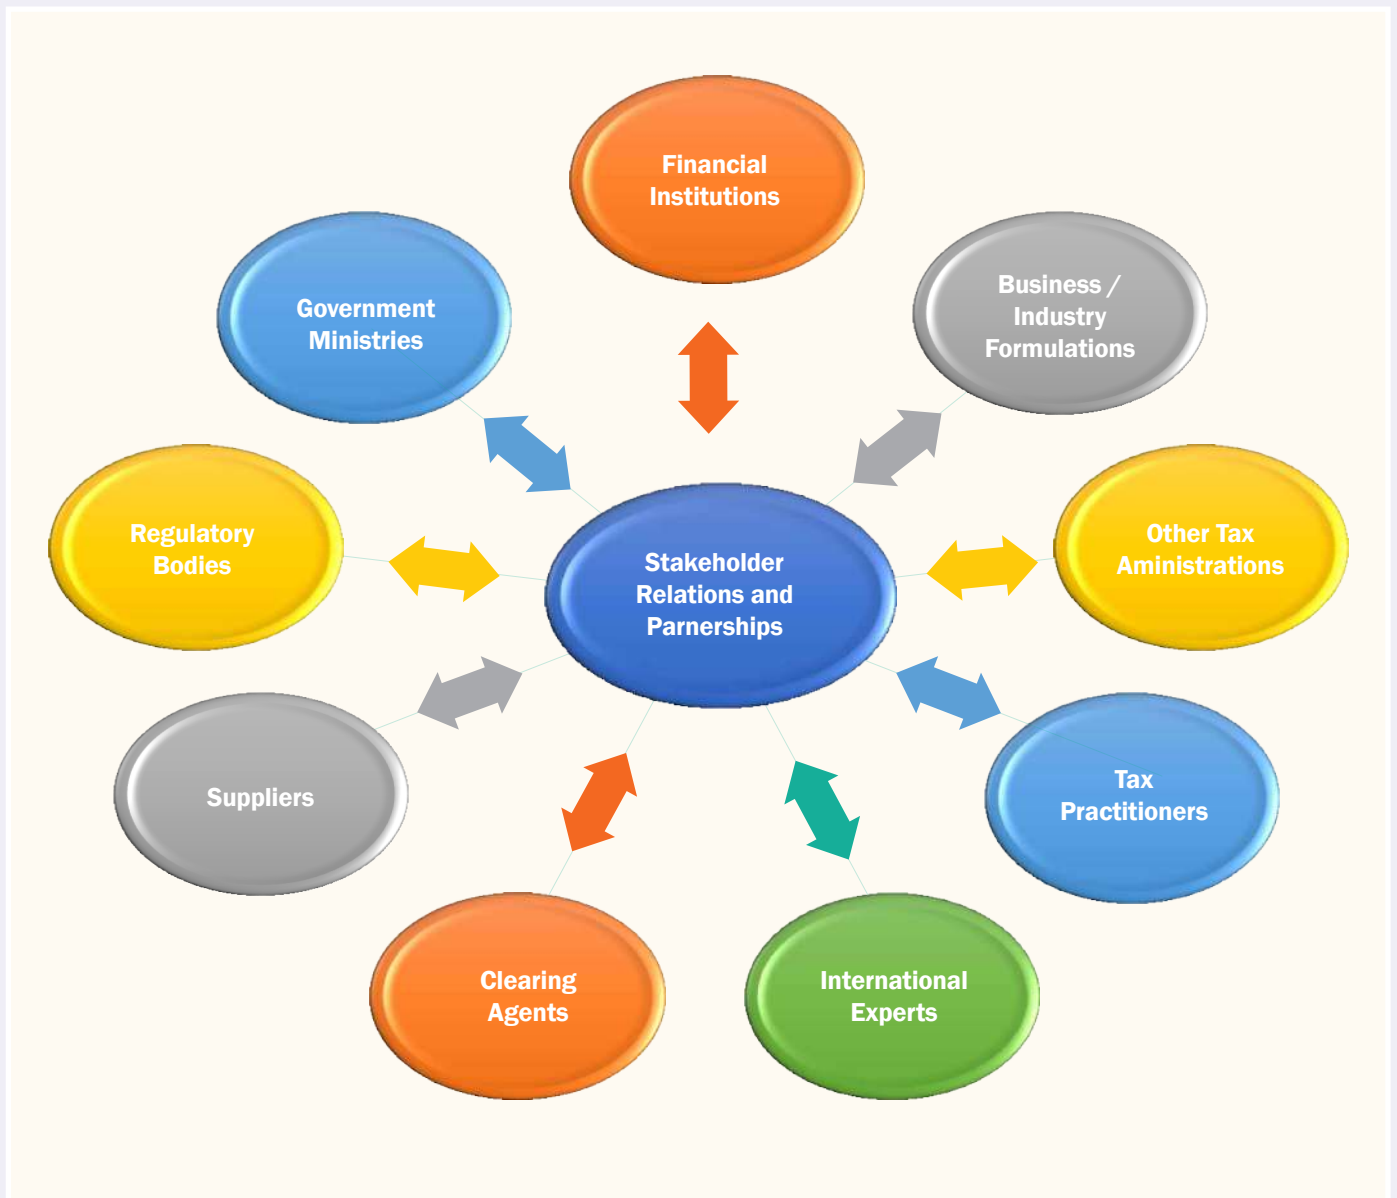 Financial
Institutions
Government
Ministries
Business /
Industry
Formulations
Regulatory
Bodies
Stakeholder
Relations and
Parnerships
Other Tax
Aministrations
Suppliers
Tax
Practitioners
Clearing
Agents
International
Experts